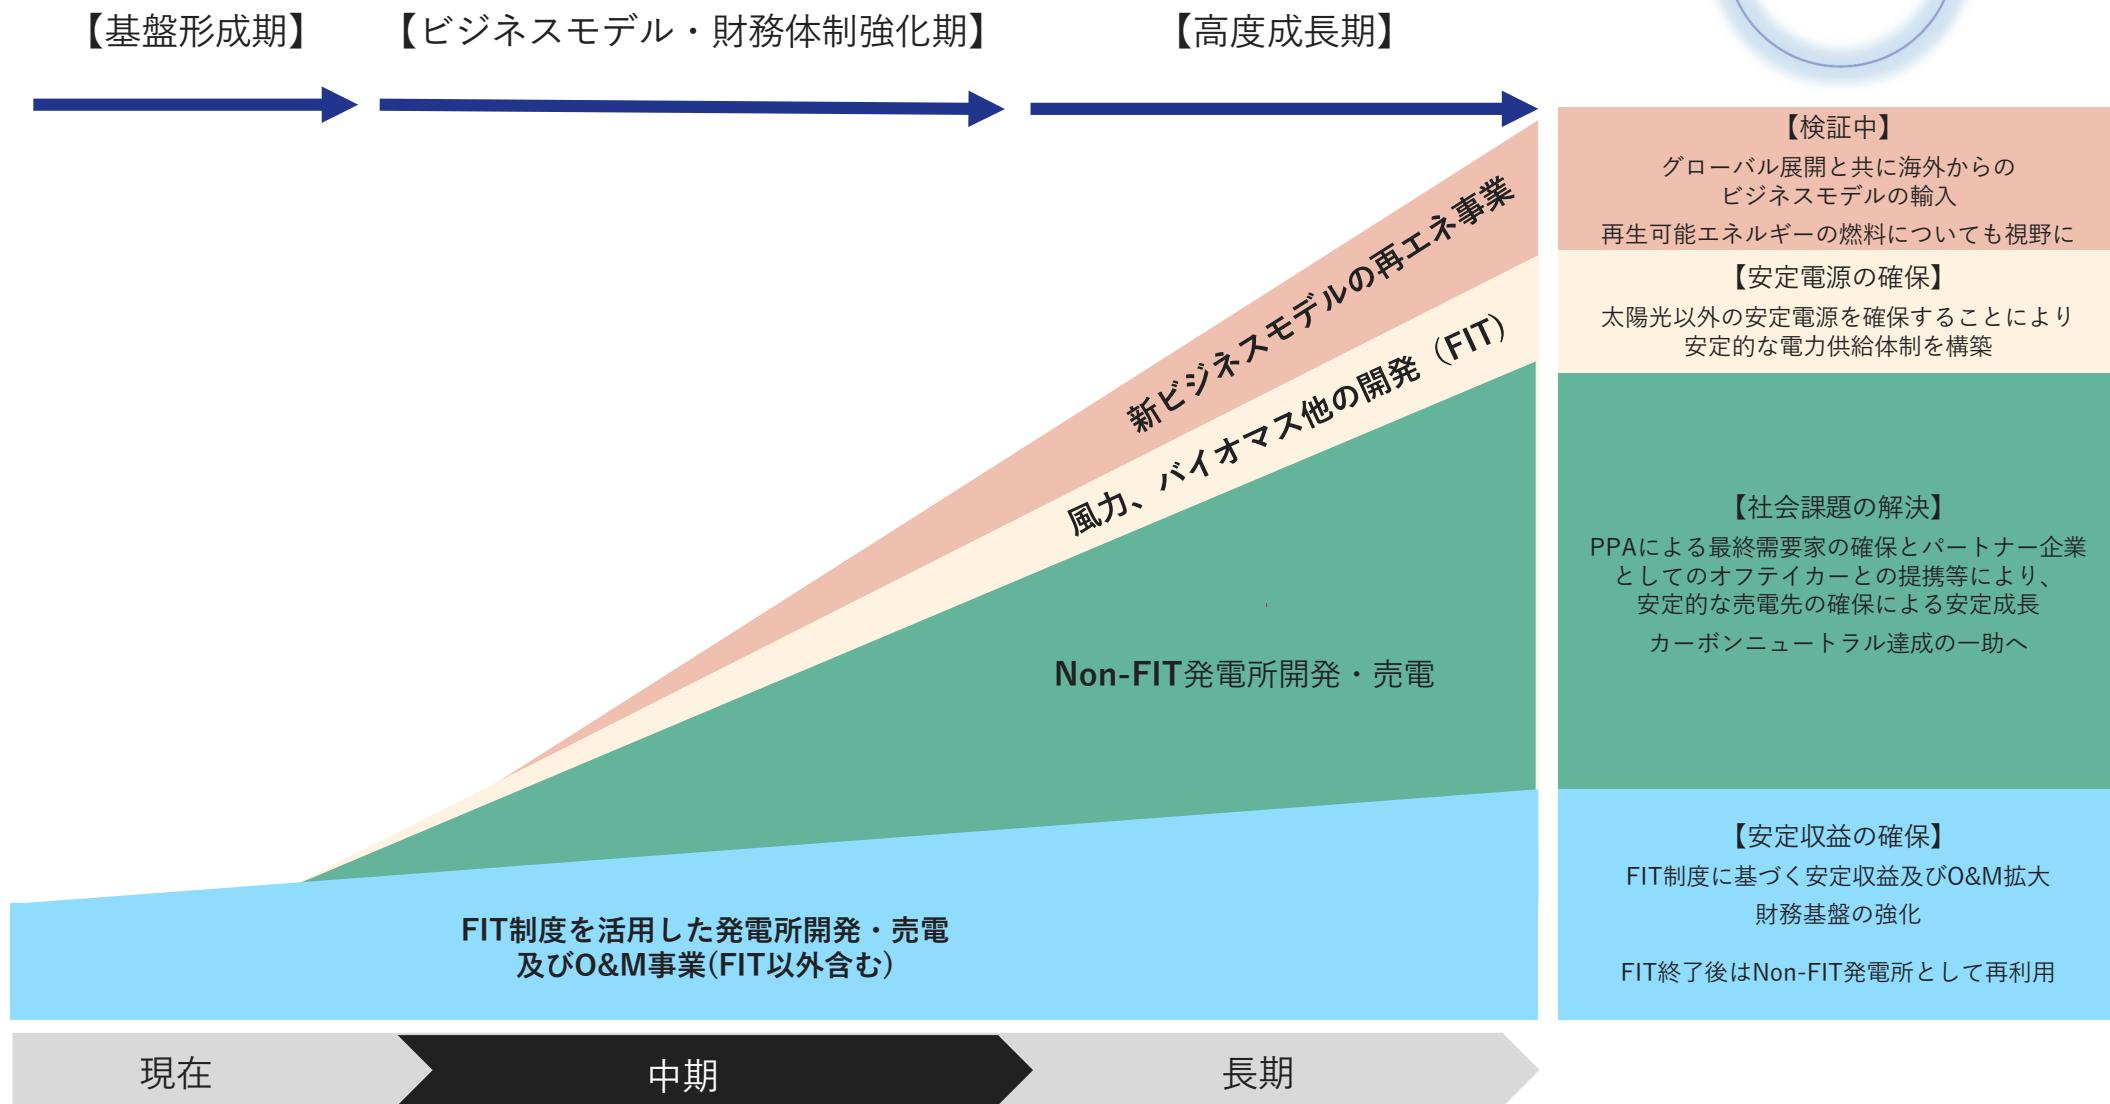 【基盤形成期】
【ビジネスモデル・財務体制強化期】
【高度成長期】
新ビジネスモデルの再エネ事業
風力、バイオマス他の開発（FIT）
Non-FIT発電所開発・売電
FIT制度を活用した発電所開発・売電
及びO&M事業(FIT以外含む)
【検証中】
グローバル展開と共に海外からの
ビジネスモデルの輸入
再生可能エネルギーの燃料についても視野に
【安定電源の確保】
太陽光以外の安定電源を確保することにより
安定的な電力供給体制を構築
【社会課題の解決】
PPAによる最終需要家の確保とパートナー企業
としてのオフテイカーとの提携等により、
安定的な売電先の確保による安定成長
カーボンニュートラル達成の一助へ
【安定収益の確保】
FIT制度に基づく安定収益及びO&M拡大
財務基盤の強化
FIT終了後はNon-FIT発電所として再利用
現在
中期
長期